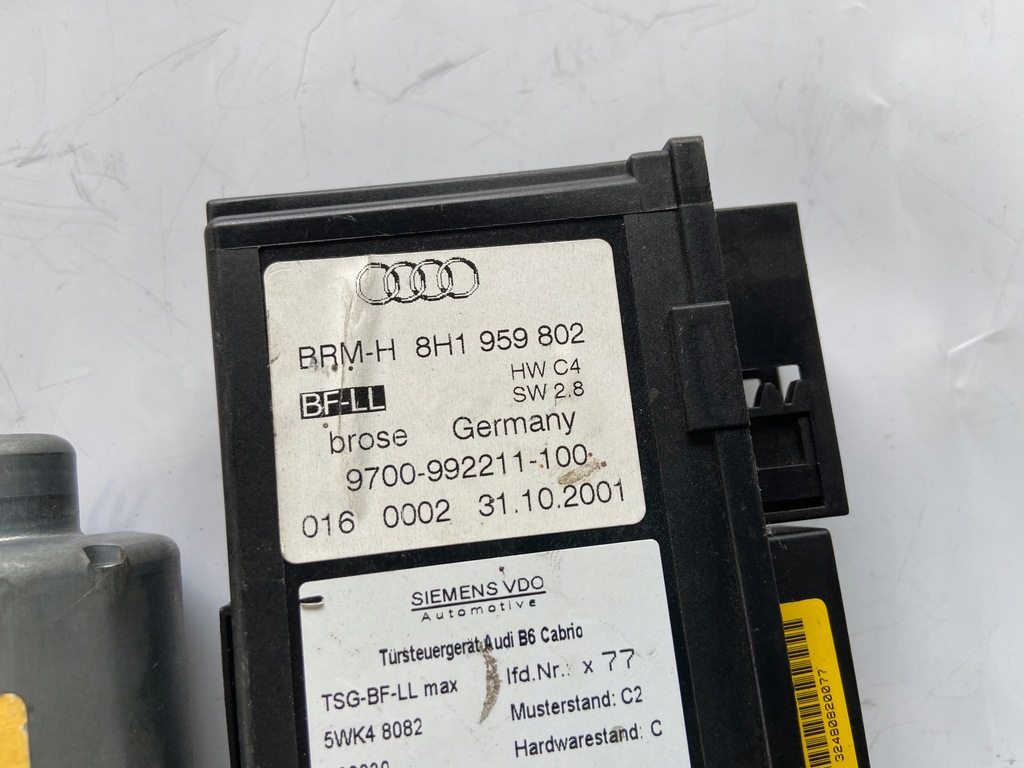 BRM-H 8H1 959 802
HW C4
BF-LL
SW 2.8
brose Germany
9700-992211-100
016 0002 31.10.2001
SIEMENS VDO
Automotive
Türsteuergerät Audi B6 Cabrio
TSG-BF-LL max
lfd.Nr.: x 77
5WK4 8082
Musterstand: C2
Hardwarestand: C
32480820077